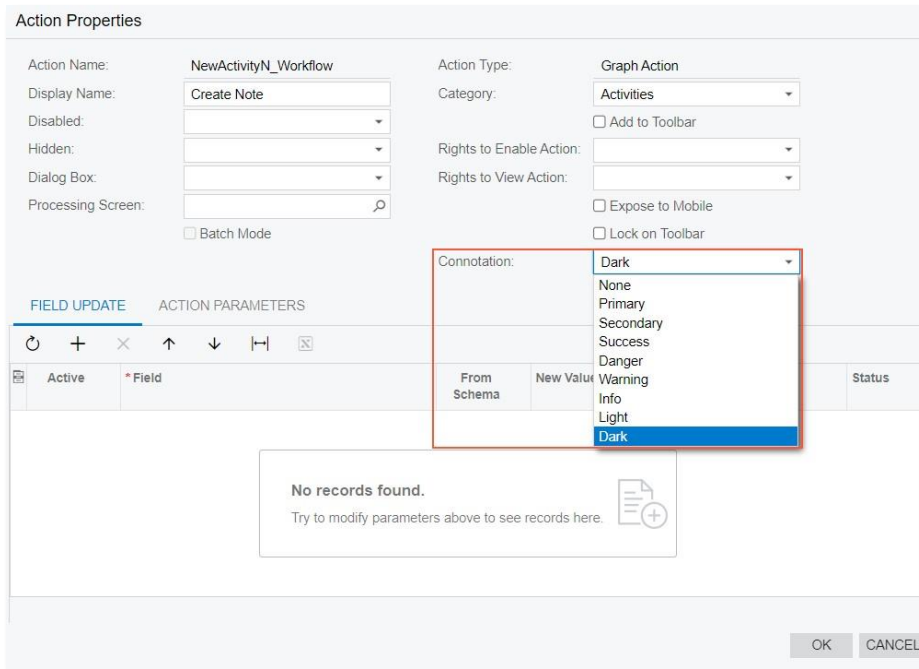 Action Properties
Action Name: NewActivityN_Workflow Action Type: Graph Action
Display Name: Create Note Category: Activities
Disabled: Add to Toolbar
Hidden: Rights to Enable Action:
Dialog Box: Rights to View Action:
Processing Screen: Expose to Mobile
Batch Mode Lock on Toolbar
Connotation: Dark
None
Primary
Secondary
Success
Danger
Warning
Info
Light
Dark
FIELD UPDATE ACTION PARAMETERS
Active * Field From Schema New Value Status
No records found.
Try to modify parameters above to see records here.
OK CANCEL